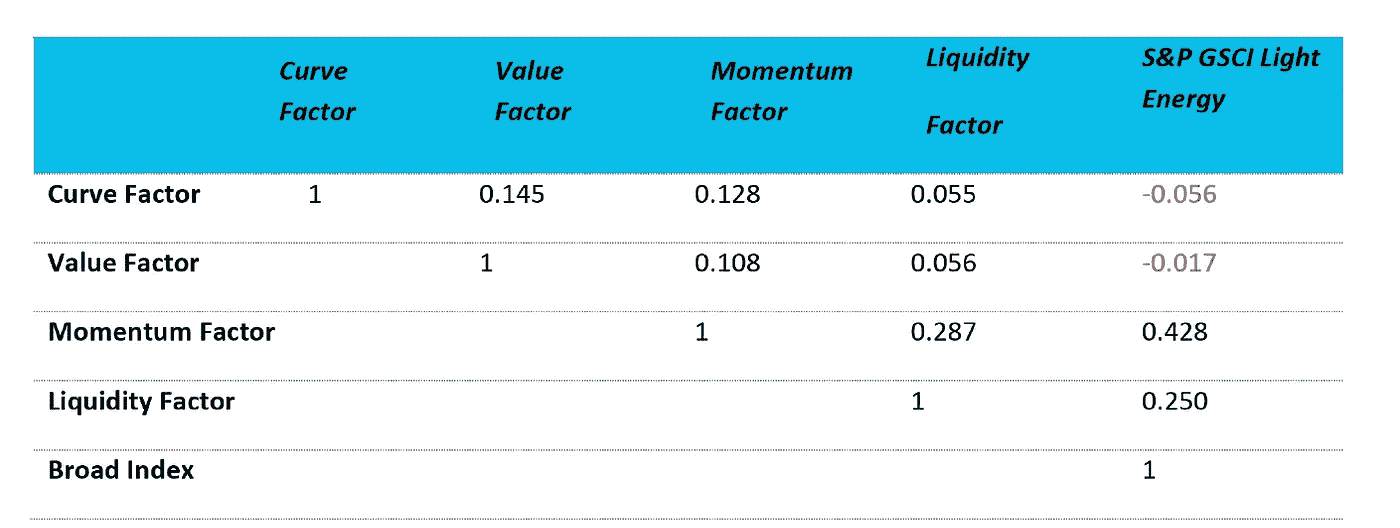 Curve Factor Value Factor Momentum Factor Liquidity Factor S&P GSCI Light Energy
Curve Factor 1 0.145 0.128 0.055 -0.056
Value Factor 1 0.108 0.056 -0.017
Momentum Factor 1 0.287 0.428
Liquidity Factor 1 0.250
Broad Index 1